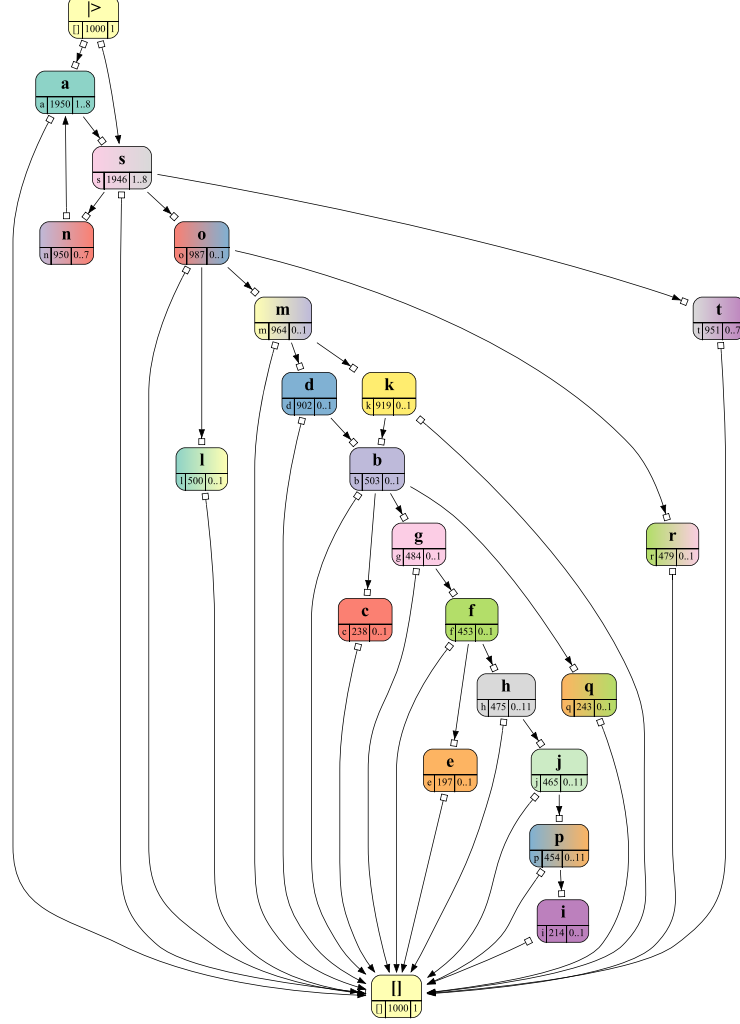 |>
[] 1000 1
a
a 1950 1..8
s
s 1946 1..8
n
n 950 0..7
o
o 987 0..1
m
m 964 0..1
t
t 951 0..7
d
d 902 0..1
k
k 919 0..1
l
l 500 0..1
b
b 503 0..1
g
g 484 0..1
r
r 479 0..1
c
c 238 0..1
f
f 453 0..1
h
h 475 0..11
q
q 243 0..1
e
e 197 0..1
j
j 465 0..11
p
p 454 0..11
i
i 214 0..1
[]
[] 1000 1